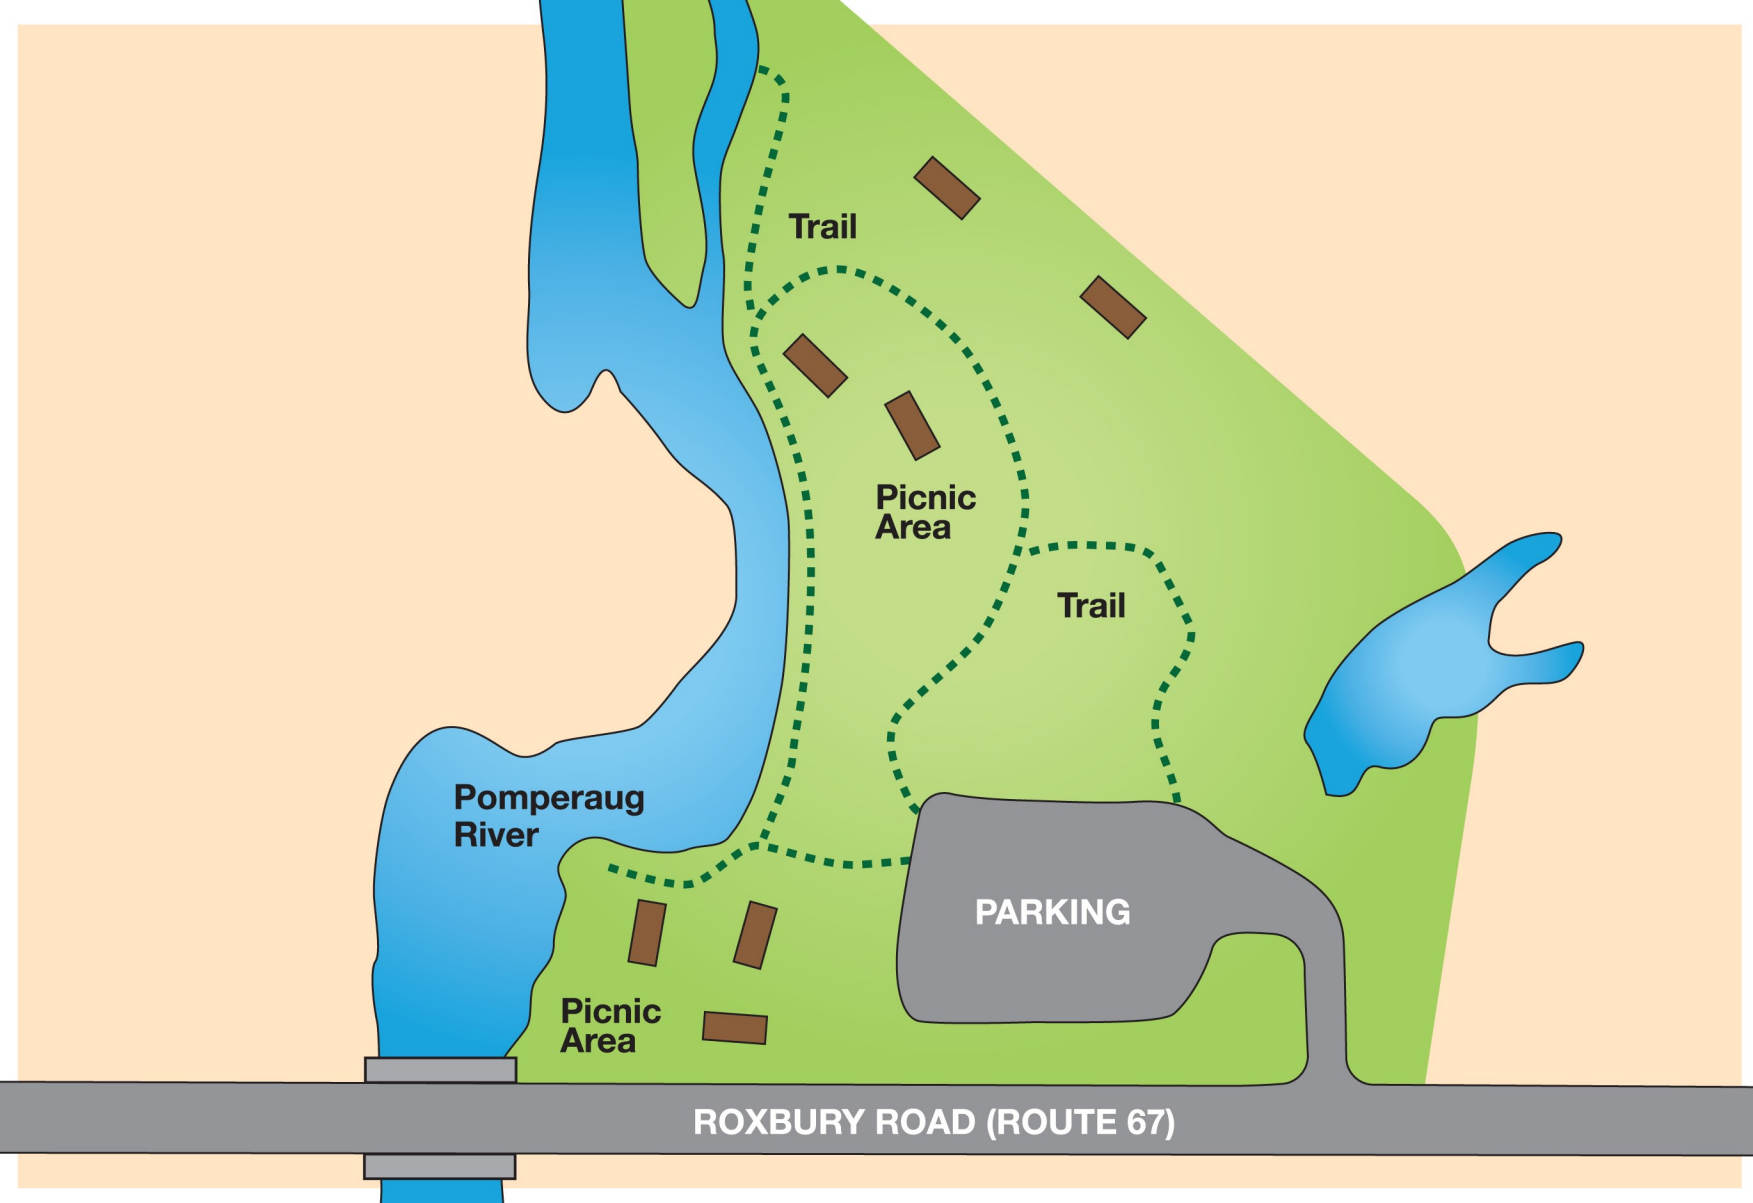 Trail
Picnic
Area
Trail
Pomperaug
River
PARKING
Picnic
Area
ROXBURY ROAD (ROUTE 67)